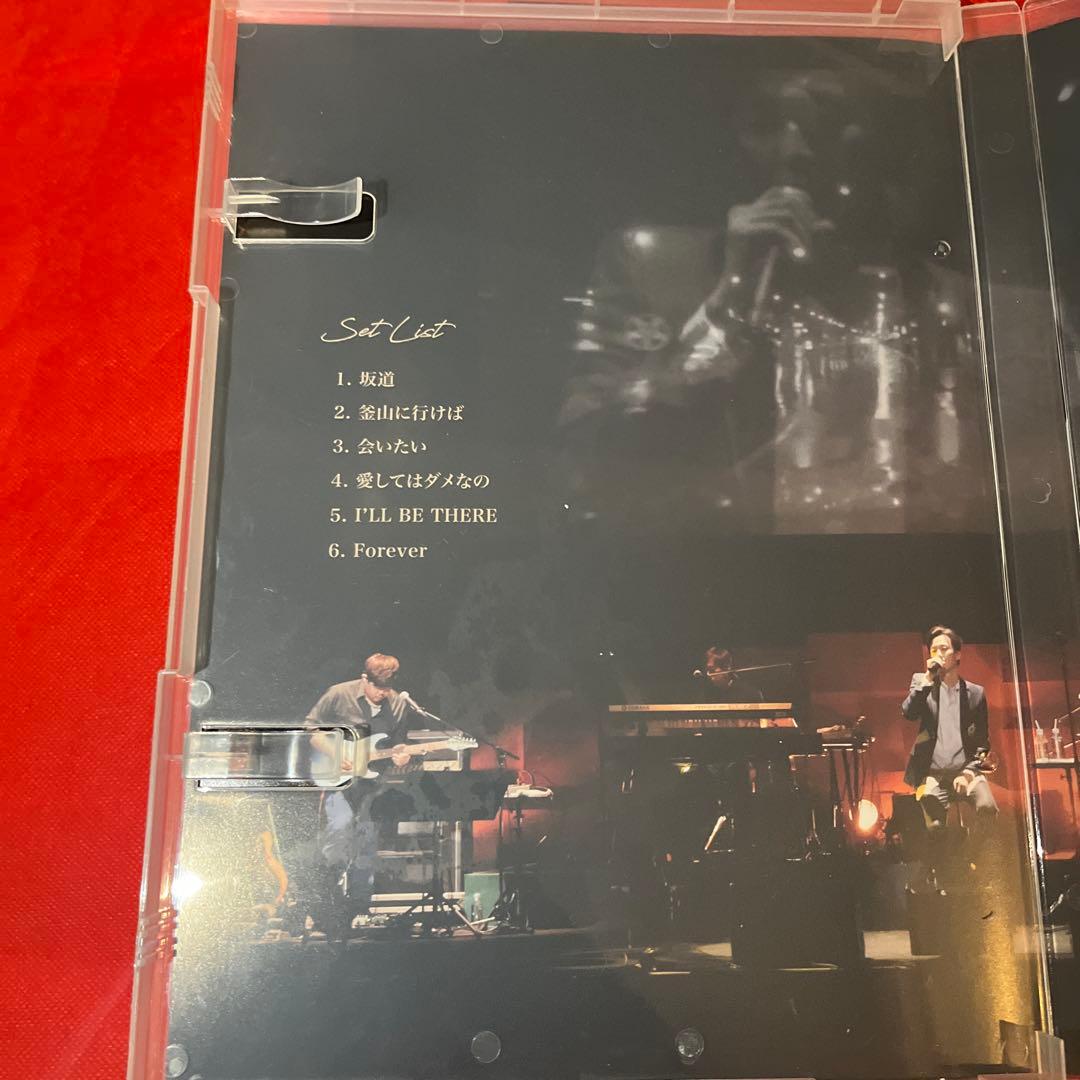 Set List
1. 坂道
2. 釜山に行けば
3. 会いたい
4. 愛してはダメなの
5. I'LL BE THERE
6. Forever
YAMAHA